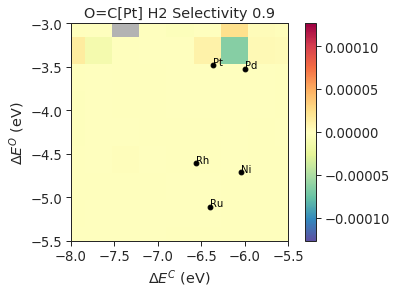 O=C[Pt] H2 Selectivity 0.9
−3.0
−3.5
−4.0
−4.5
−5.0
−5.5
ΔE^O (eV)
Pt
Pd
Rh
Ni
Ru
−8.0 −7.5 −7.0 −6.5 −6.0 −5.5
ΔE^C (eV)
0.00010
0.00005
0.00000
−0.00005
−0.00010